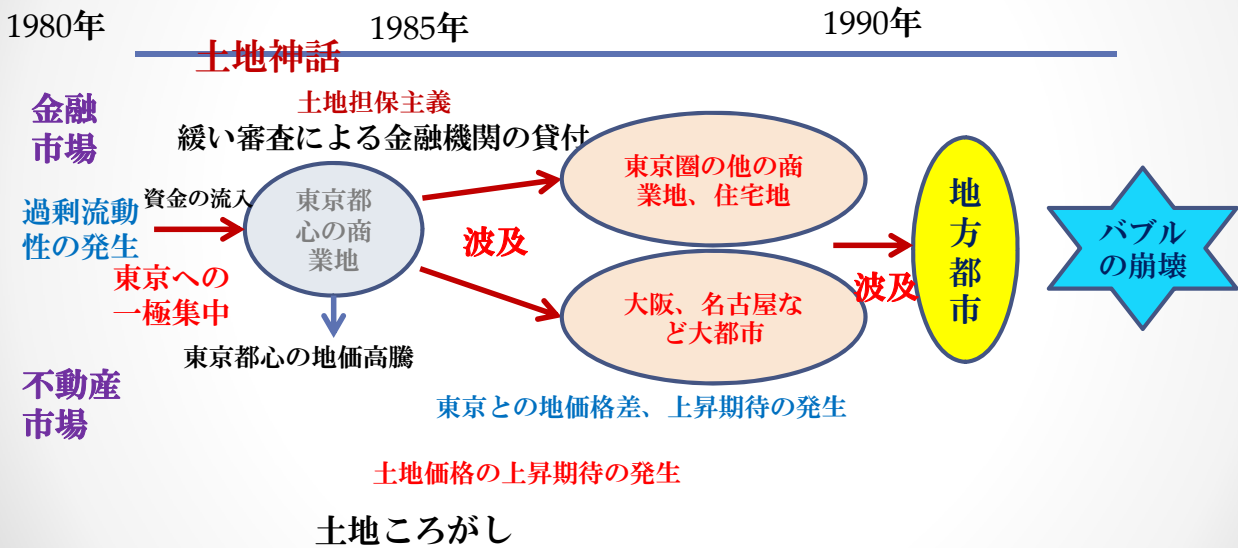 1980年
1985年
1990年
土地神話
金融
市場
土地担保主義
緩い審査による金融機関の貸付
過剰流動
性の発生
資金の流入
東京都
心の商
業地
東京への
一極集中
波及
東京圏の他の商
業地、住宅地
大阪、名古屋な
ど大都市
波及
地
方
都
市
バブル
の崩壊
東京都心の地価高騰
不動産
市場
東京との地価格差、上昇期待の発生
土地価格の上昇期待の発生
土地ころがし